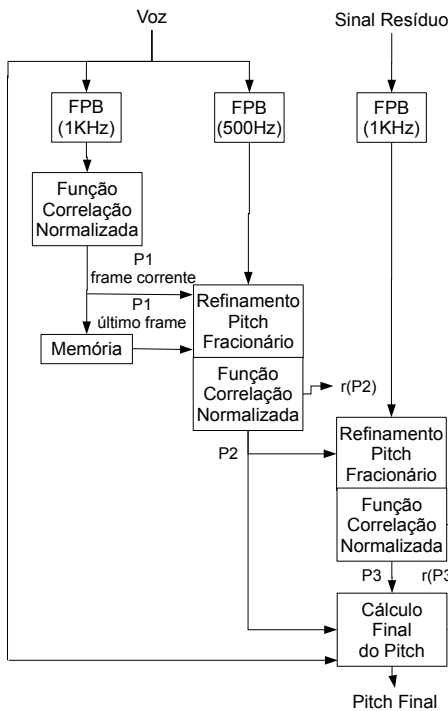 Voz
Sinal Resíduo
FPB
(1KHz)
FPB
(500Hz)
FPB
(1KHz)
Função
Correlação
Normalizada
P1
frame corrente
P1
último frame
Memória
Refinamento
Pitch
Fracionário
Função
Correlação
Normalizada
r(P2)
P2
Refinamento
Pitch
Fracionário
Função
Correlação
Normalizada
P3
r(P3
Cálculo
Final
do Pitch
Pitch Final